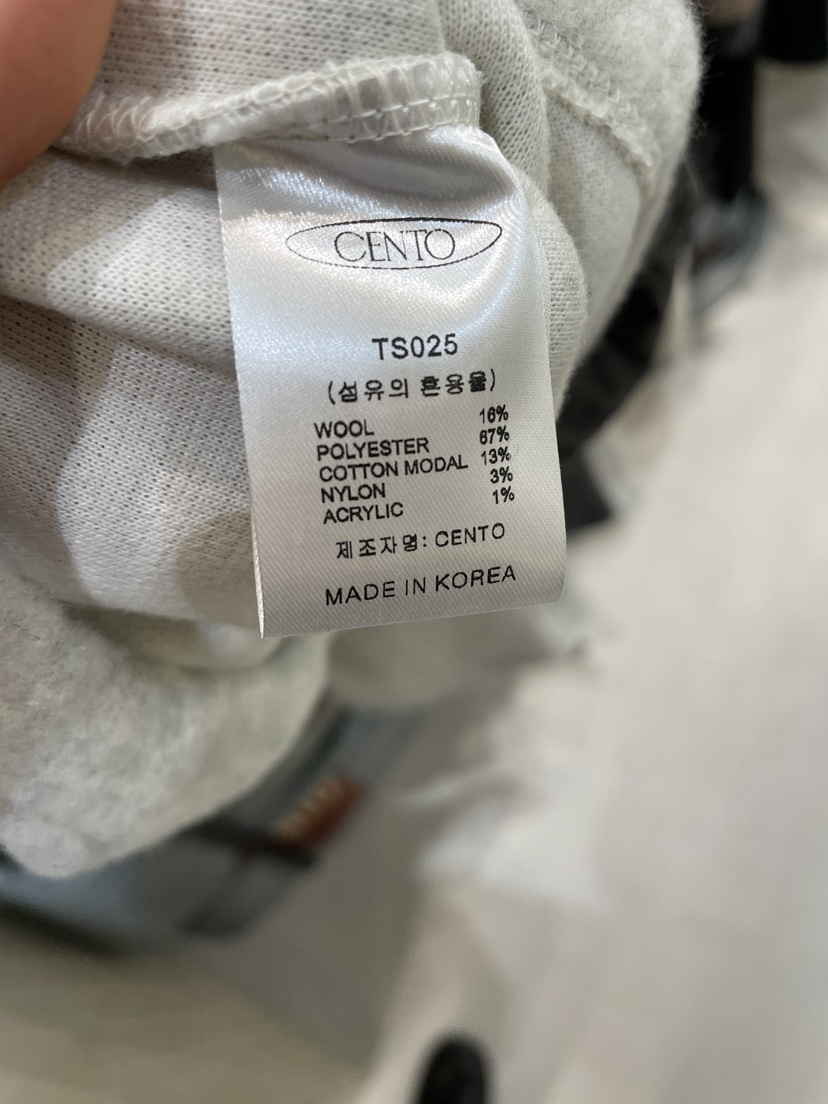 CENTO
TS025
(섬유의 혼용율)
WOOL 16%
POLYESTER 67%
COTTON MODAL 13%
NYLON 3%
ACRYLIC 1%
제조자명: CENTO
MADE IN KOREA